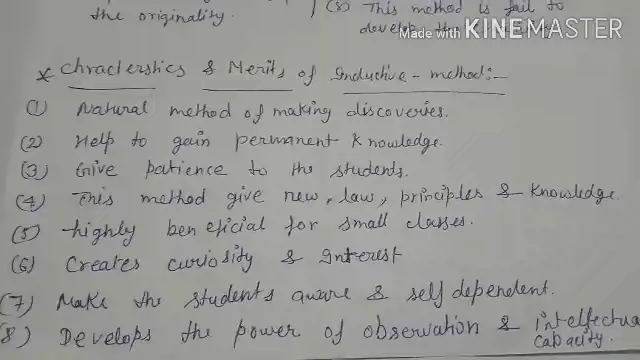 the originality.
(8) This method is fail to
develop the
Made with KINEMASTER
* Chracterstics & Merits of Inductive - method:-
(1) Natural method of making discoveries.
(2) Help to gain permanent Knowledge.
(3) Give patience to the students.
(4) This method give new, law, principles & Knowledge.
(5) highly beneficial for small classes.
(6) Creates curiosity & Interest
(7) Make the students aware & self dependent.
(8) Develops the power of observation & intellectual
capacity.